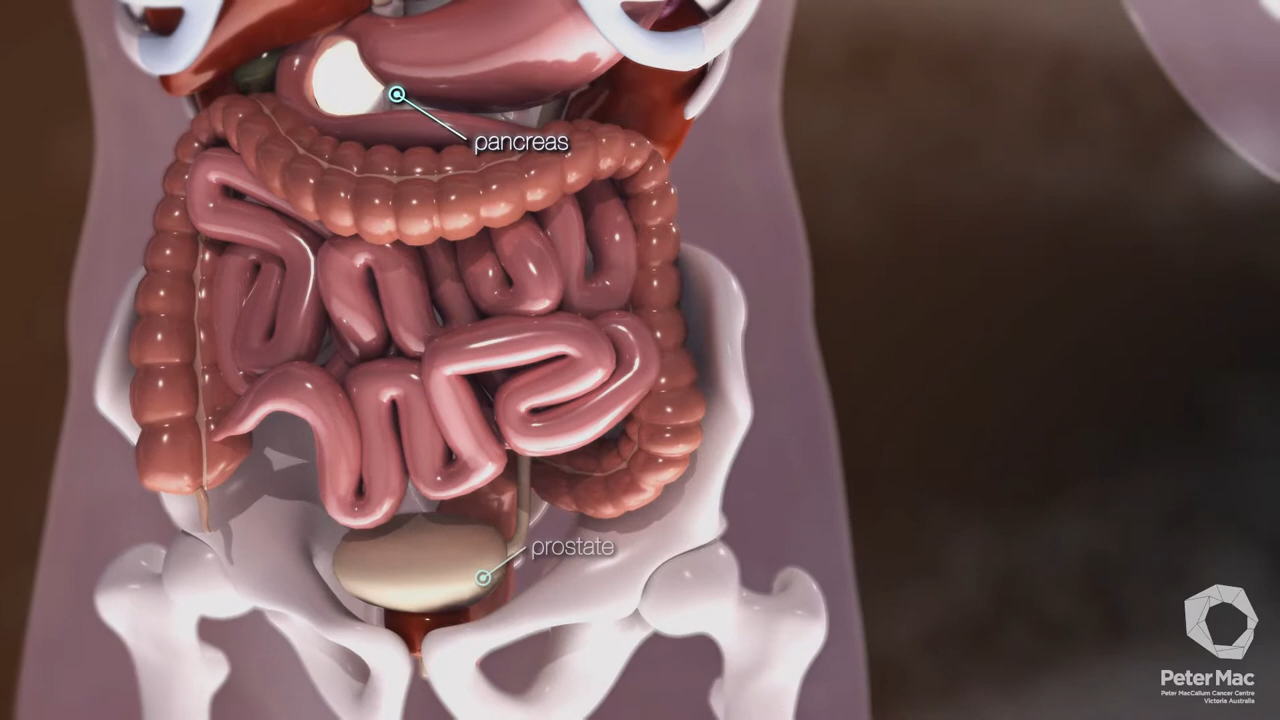 pancreas
prostate
Peter Mac
Peter MacCallum Cancer Centre
Victoria Australia